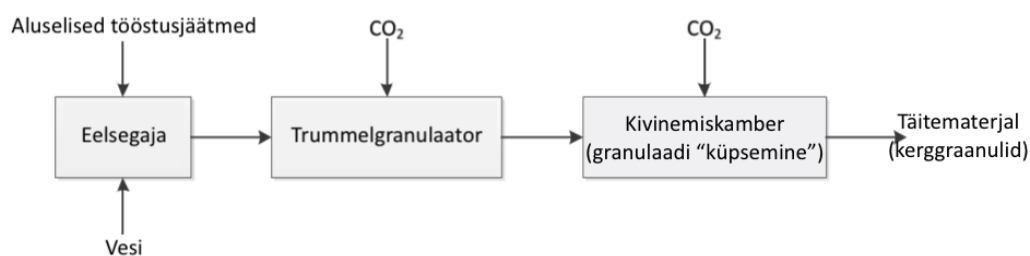 Aluselised tööstusjäätmed
CO₂
CO₂
Eelsegaja
Trummelgranulaator
Kivinemiskamber
(granulaadi “küpsemine”)
Täitematerjal
(kerggraanulid)
Vesi